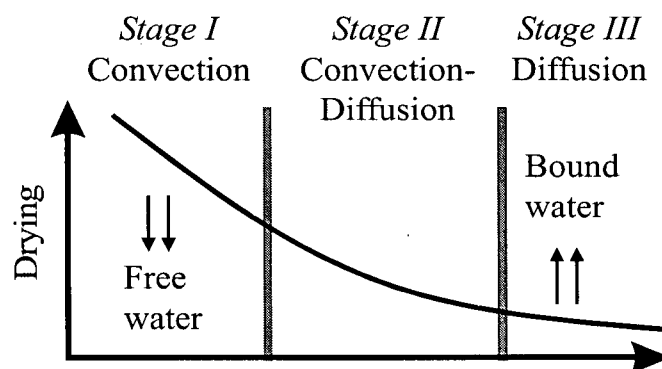 Stage I
Convection
Stage II
Convection-
Diffusion
Stage III
Diffusion
Drying
Free
water
Bound
water